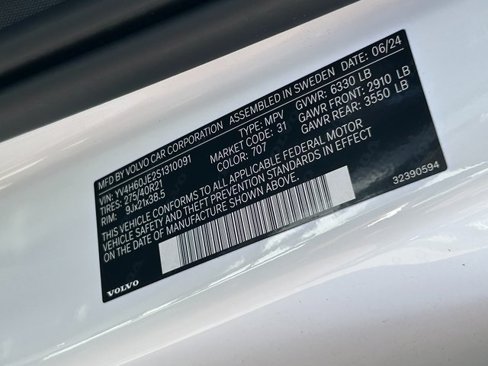 MFD BY VOLVO CAR CORPORATION ASSEMBLED IN SWEDEN DATE: 06/24
VIN: YV4H60JE251310091 TYPE: MPV GVWR: 6330 LB
TIRES: 275/40R21 MARKET CODE: 31 GAWR FRONT: 2910 LB
RIM: 9JX21x38.5 COLOR: 707 GAWR REAR: 3550 LB
THIS VEHICLE CONFORMS TO ALL APPLICABLE FEDERAL MOTOR
VEHICLE SAFETY AND THEFT PREVENTION STANDARDS IN EFFECT
ON THE DATE OF MANUFACTURE SHOWN ABOVE.
32390594
VOLVO